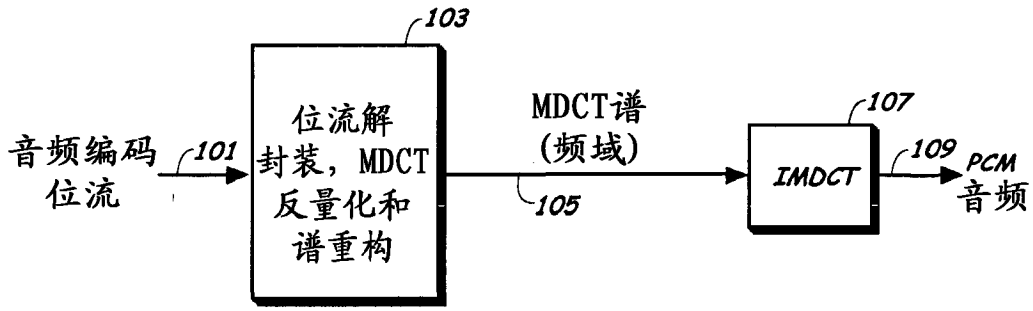 103
音频编码
位流
101
位流解
封装，MDCT
反量化和
谱重构
MDCT谱
(频域)
105
107
IMDCT
109
PCM
音频